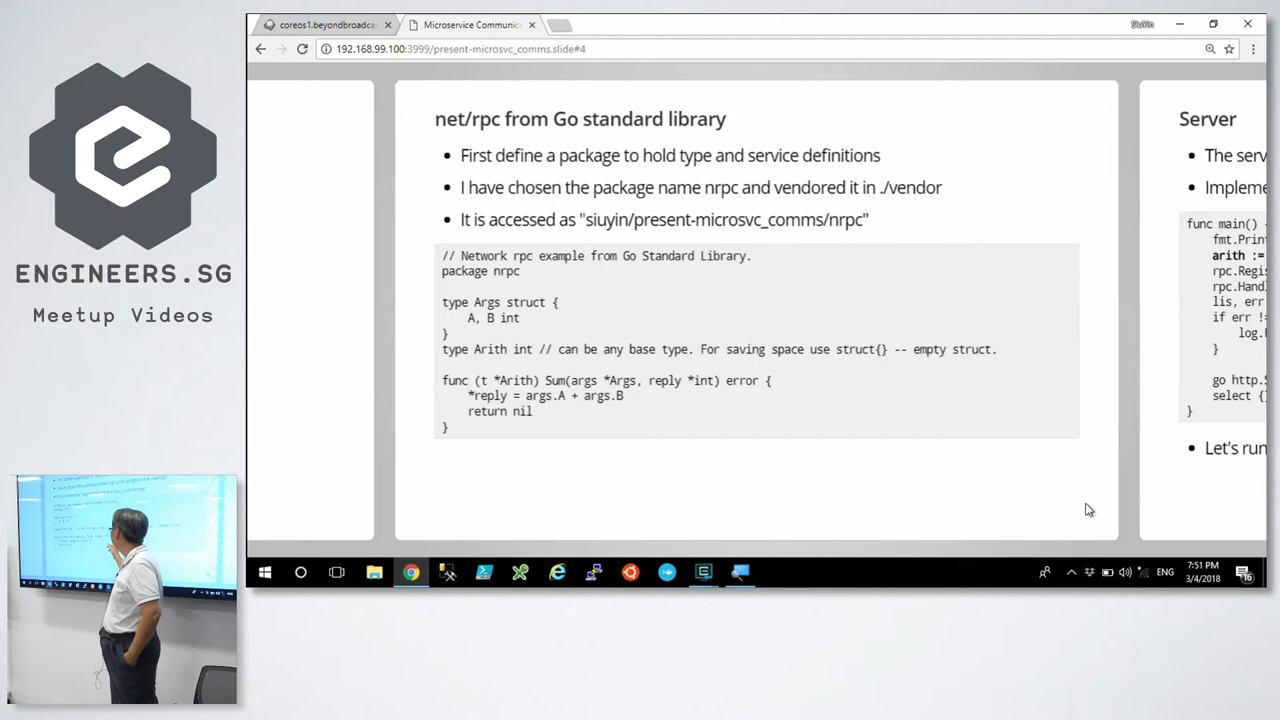 coreos1.beyondbroadca
Microservice Communica
SiuYin
192.168.99.100:3999/present-microsvc_comms.slide#4
net/rpc from Go standard library
• First define a package to hold type and service definitions
• I have chosen the package name nrpc and vendored it in ./vendor
• It is accessed as "siuyin/present-microsvc_comms/nrpc"
// Network rpc example from Go Standard Library.
package nrpc
type Args struct {
A, B int
}
type Arith int // can be any base type. For saving space use struct{} -- empty struct.
func (t *Arith) Sum(args *Args, reply *int) error {
*reply = args.A + args.B
return nil
}
Server
• The serv
• Impleme
func main()
fmt.Prin
arith :=
rpc.Regi
rpc.Hand
lis, err
if err !=
log.F
}
go http.S
select {}
}
• Let's run
ENGINEERS.SG
Meetup Videos
ENG
7:51 PM
3/4/2018
16